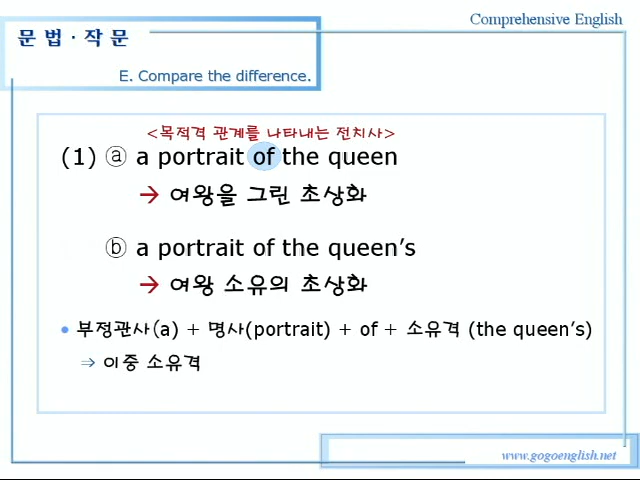 Comprehensive English
문 법 · 작 문
E. Compare the difference.
<목적격 관계를 나타내는 전치사>
(1) ⓐ a portrait of the queen
→ 여왕을 그린 초상화
ⓑ a portrait of the queen's
→ 여왕 소유의 초상화
• 부정관사(a) + 명사(portrait) + of + 소유격 (the queen's)
⇒ 이중 소유격
www.gogoenglish.net